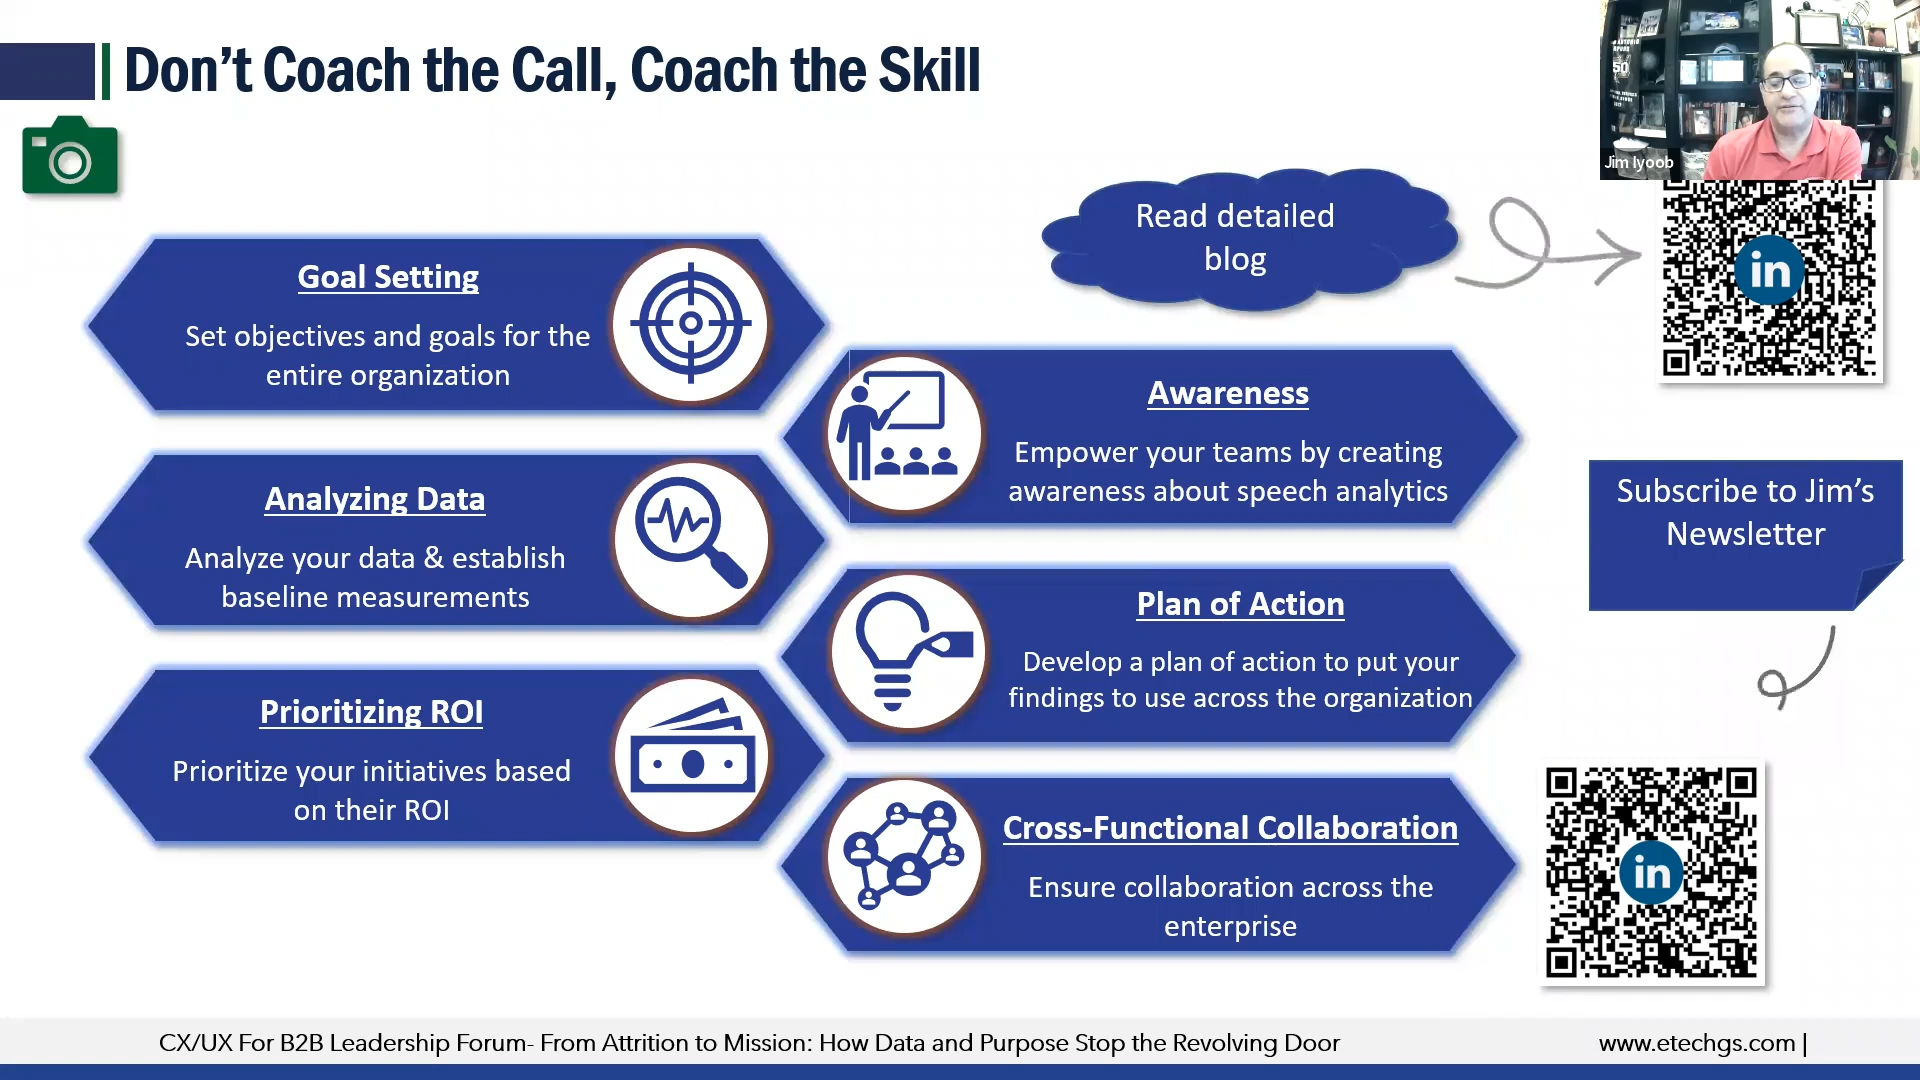 Don't Coach the Call, Coach the Skill
Jim Iyoob
Read detailed
blog
in
Goal Setting
Set objectives and goals for the
entire organization
Awareness
Empower your teams by creating
awareness about speech analytics
Analyzing Data
Analyze your data & establish
baseline measurements
Subscribe to Jim's
Newsletter
Plan of Action
Develop a plan of action to put your
findings to use across the organization
Prioritizing ROI
Prioritize your initiatives based
on their ROI
Cross-Functional Collaboration
Ensure collaboration across the
enterprise
in
CX/UX For B2B Leadership Forum- From Attrition to Mission: How Data and Purpose Stop the Revolving Door
www.etechgs.com |